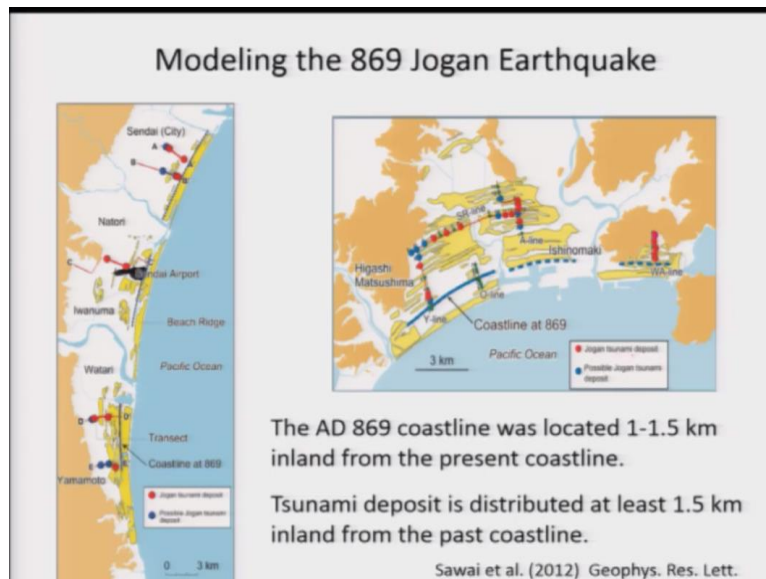 Modeling the 869 Jogan Earthquake
Sendai (City)
A
A'
B
B'
Natori
C
Sendai Airport
Iwanuma
Beach Ridge
Watari
Pacific Ocean
D
D'
Transect
Coastline at 869
E
E'
Yamamoto
Jogan tsunami deposit
Possible Jogan tsunami
deposit
0 3 km
SR-line
A-line
Ishinomaki
WA-line
Higashi
Matsushima
O-line
Y-line
Coastline at 869
3 km
Pacific Ocean
Jogan tsunami deposit
Possible Jogan tsunami
deposit
The AD 869 coastline was located 1-1.5 km
inland from the present coastline.
Tsunami deposit is distributed at least 1.5 km
inland from the past coastline.
Sawai et al. (2012) Geophys. Res. Lett.